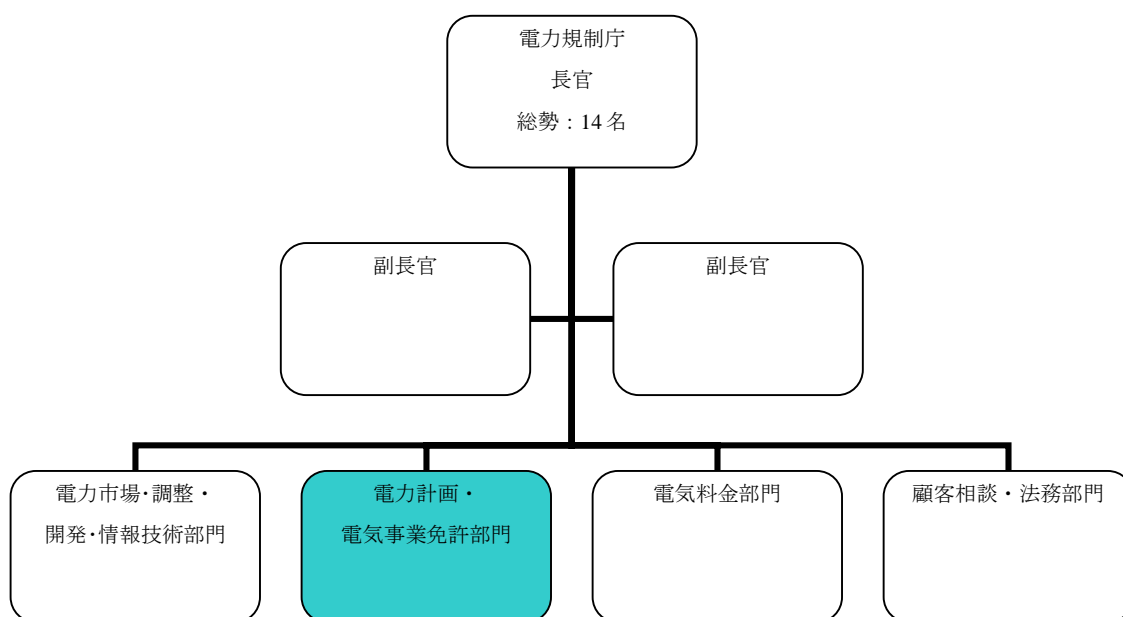 電力規制庁
長官
総勢：14名
副長官
副長官
電力市場・調整・
開発・情報技術部門
電力計画・
電気事業免許部門
電気料金部門
顧客相談・法務部門